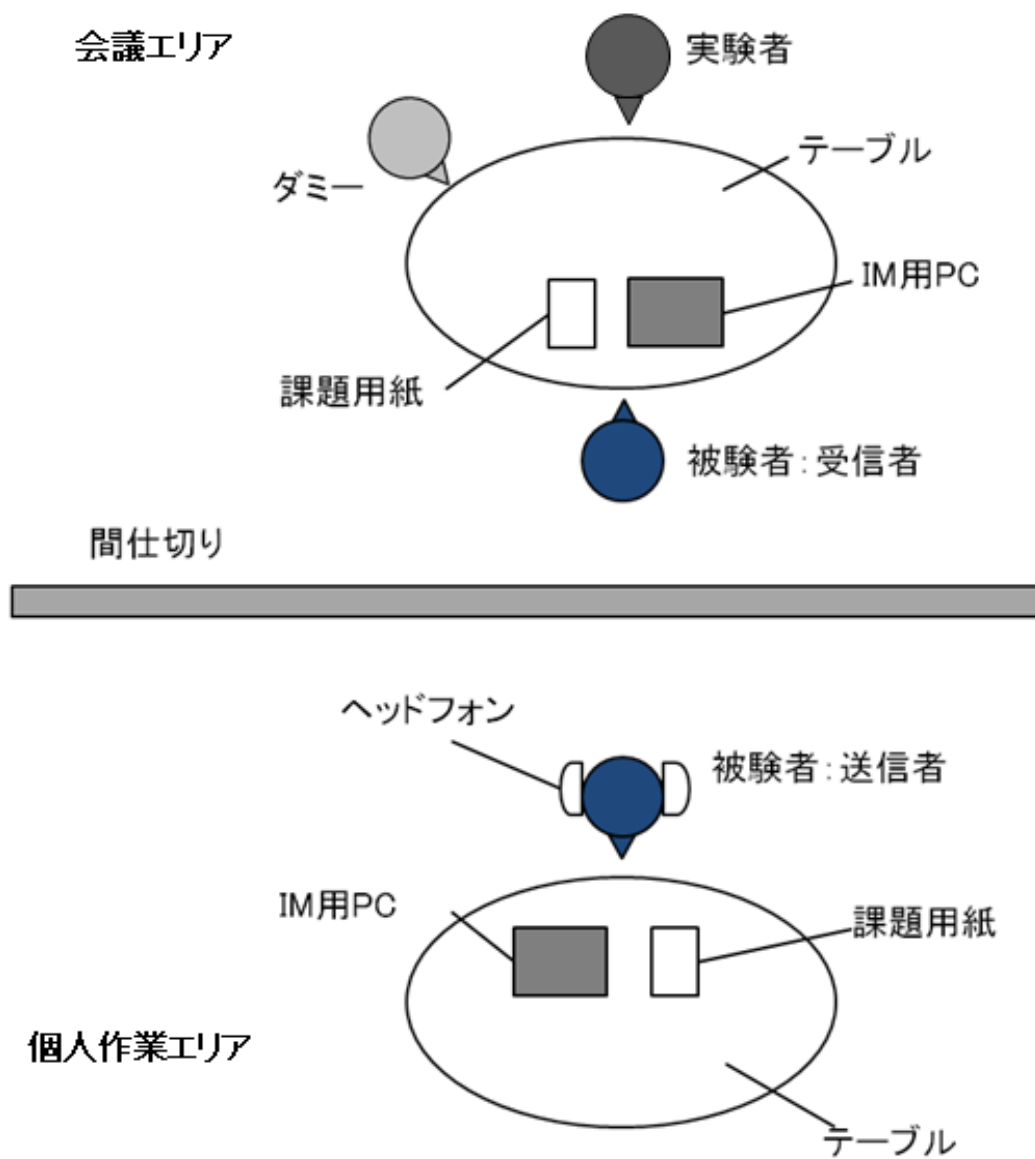 会議エリア
実験者
ダミー
テーブル
IM用PC
課題用紙
被験者:受信者
間仕切り
ヘッドフォン
被験者:送信者
IM用PC
課題用紙
個人作業エリア
テーブル